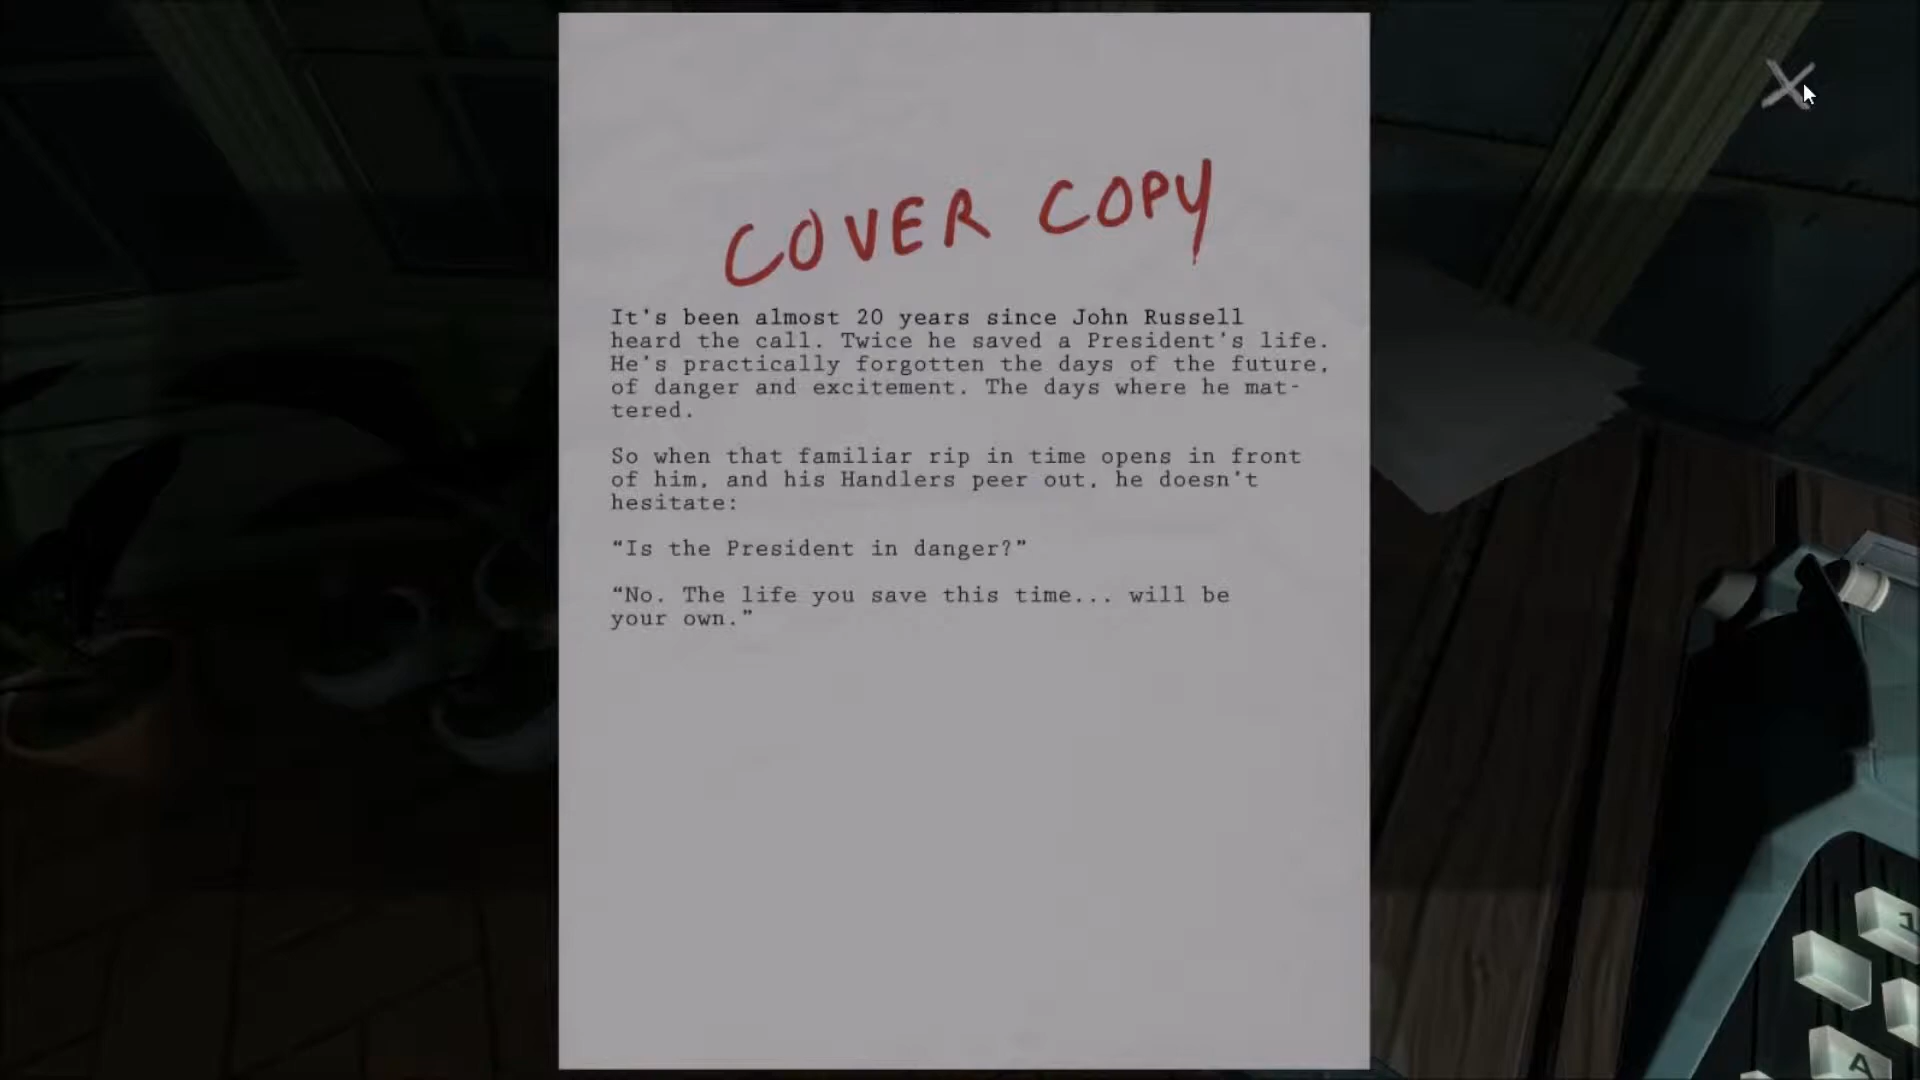 COVER COPY
It's been almost 20 years since John Russell
heard the call. Twice he saved a President's life.
He's practically forgotten the days of the future,
of danger and excitement. The days where he mat-
tered.
So when that familiar rip in time opens in front
of him, and his Handlers peer out, he doesn't
hesitate:
“Is the President in danger?”
“No. The life you save this time... will be
your own.”
A